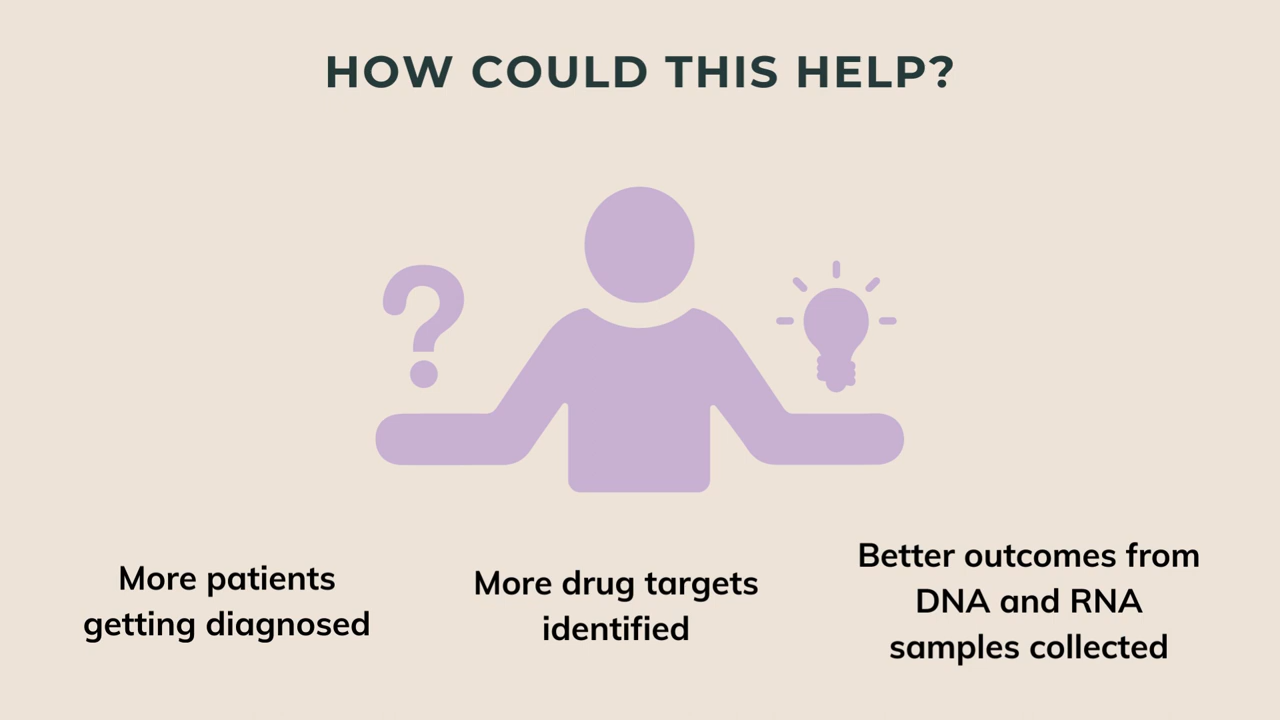 HOW COULD THIS HELP?
?
More patients
getting diagnosed
More drug targets
identified
Better outcomes from
DNA and RNA
samples collected